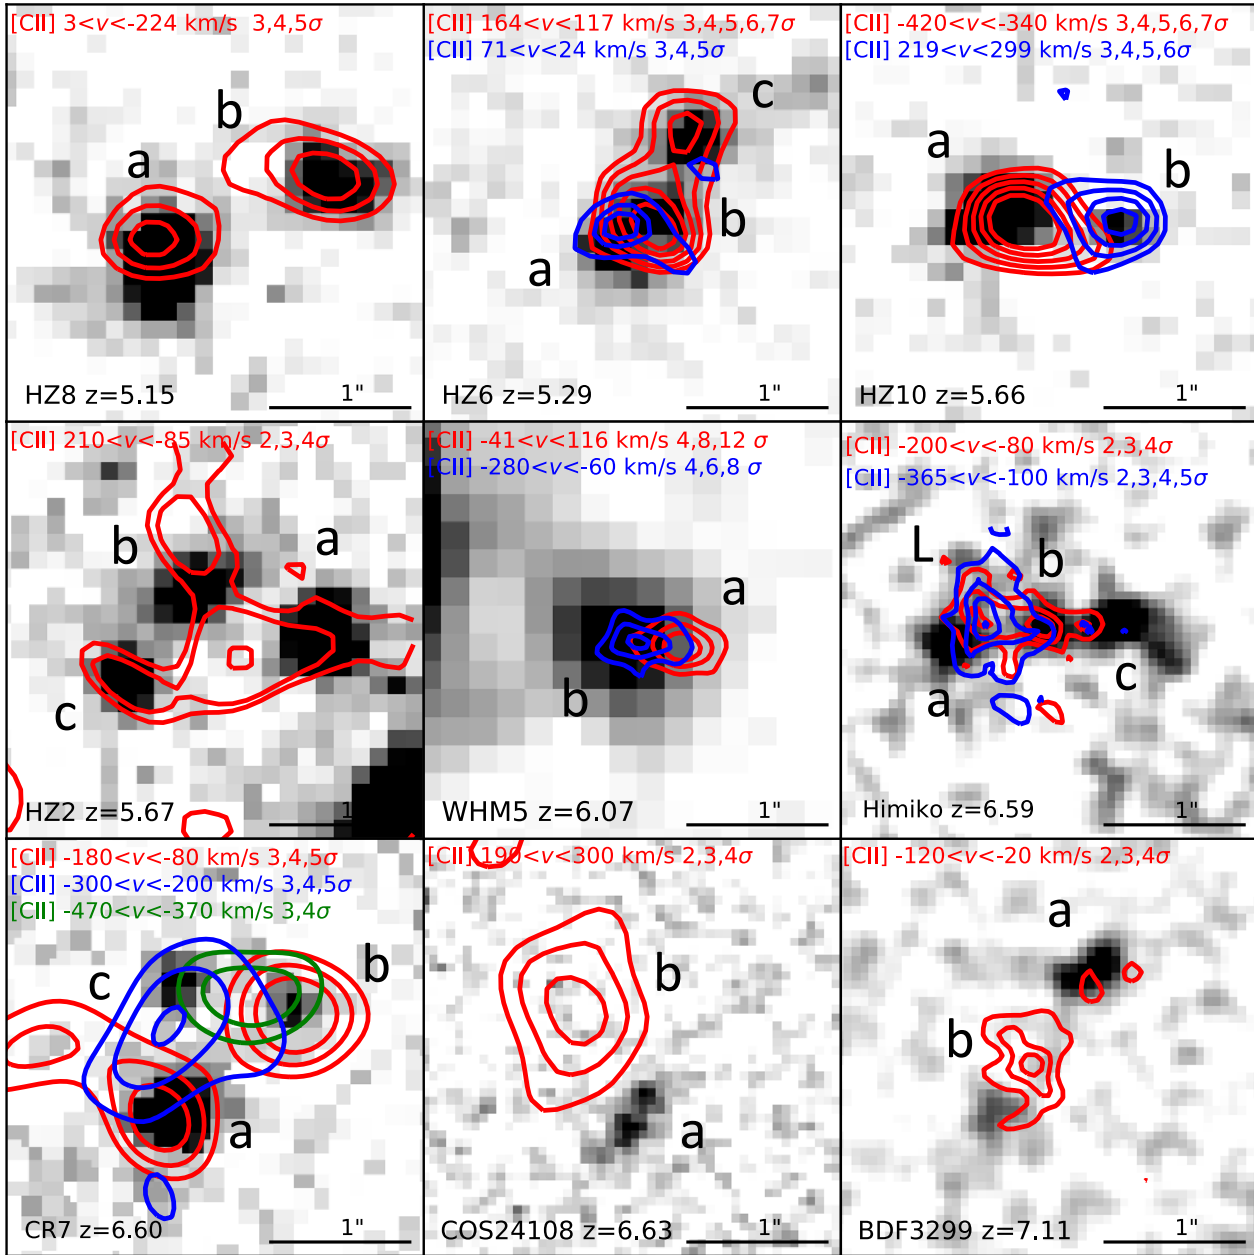 [CII] 3<v<-224 km/s 3,4,5σ
b
a
HZ8 z=5.15
1"
[CII] 164<v<117 km/s 3,4,5,6,7σ
[CII] 71<v<24 km/s 3,4,5σ
c
b
a
HZ6 z=5.29
1"
[CII] -420<v<-340 km/s 3,4,5,6,7σ
[CII] 219<v<299 km/s 3,4,5,6σ
a
b
HZ10 z=5.66
1"
[CII] 210<v<-85 km/s 2,3,4σ
b
a
c
HZ2 z=5.67
1
[CII] -41<v<116 km/s 4,8,12 σ
[CII] -280<v<-60 km/s 4,6,8 σ
a
b
WHM5 z=6.07
1"
[CII] -200<v<-80 km/s 2,3,4σ
[CII] -365<v<-100 km/s 2,3,4,5σ
L
b
a
c
Himiko z=6.59
1"
[CII] -180<v<-80 km/s 3,4,5σ
[CII] -300<v<-200 km/s 3,4,5σ
[CII] -470<v<-370 km/s 3,4σ
c
b
a
CR7 z=6.60
1"
[CII] 190<v<300 km/s 2,3,4σ
b
a
COS24108 z=6.63
1"
[CII] -120<v<-20 km/s 2,3,4σ
a
b
BDF3299 z=7.11
1"